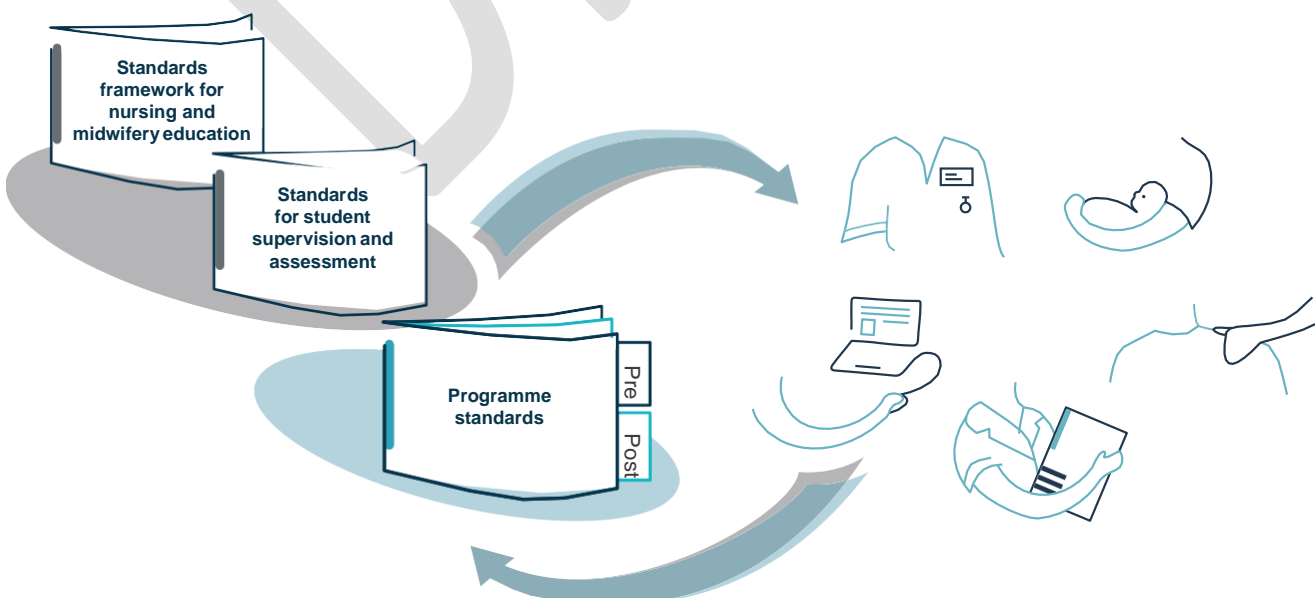 Standards
framework for
nursing and
midwifery education
Standards
for student
supervision and
assessment
Programme
standards
Pre
Post